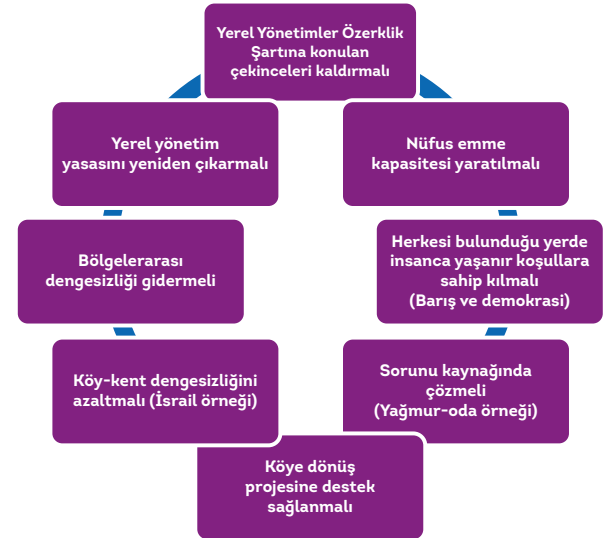 Yerel Yönetimler Özerklik
Şartına konulan
çekinceleri kaldırmalı
Nüfus emme
kapasitesi yaratılmalı
Herkesi bulunduğu yerde
insanca yaşanır koşullara
sahip kılmalı
(Barış ve demokrasi)
Sorunu kaynağında
çözmeli
(Yağmur-oda örneği)
Köye dönüş
projesine destek
sağlanmalı
Köy-kent dengesizliğini
azaltmalı (İsrail örneği)
Bölgelerarası
dengesizliği gidermeli
Yerel yönetim
yasasını yeniden çıkarmalı